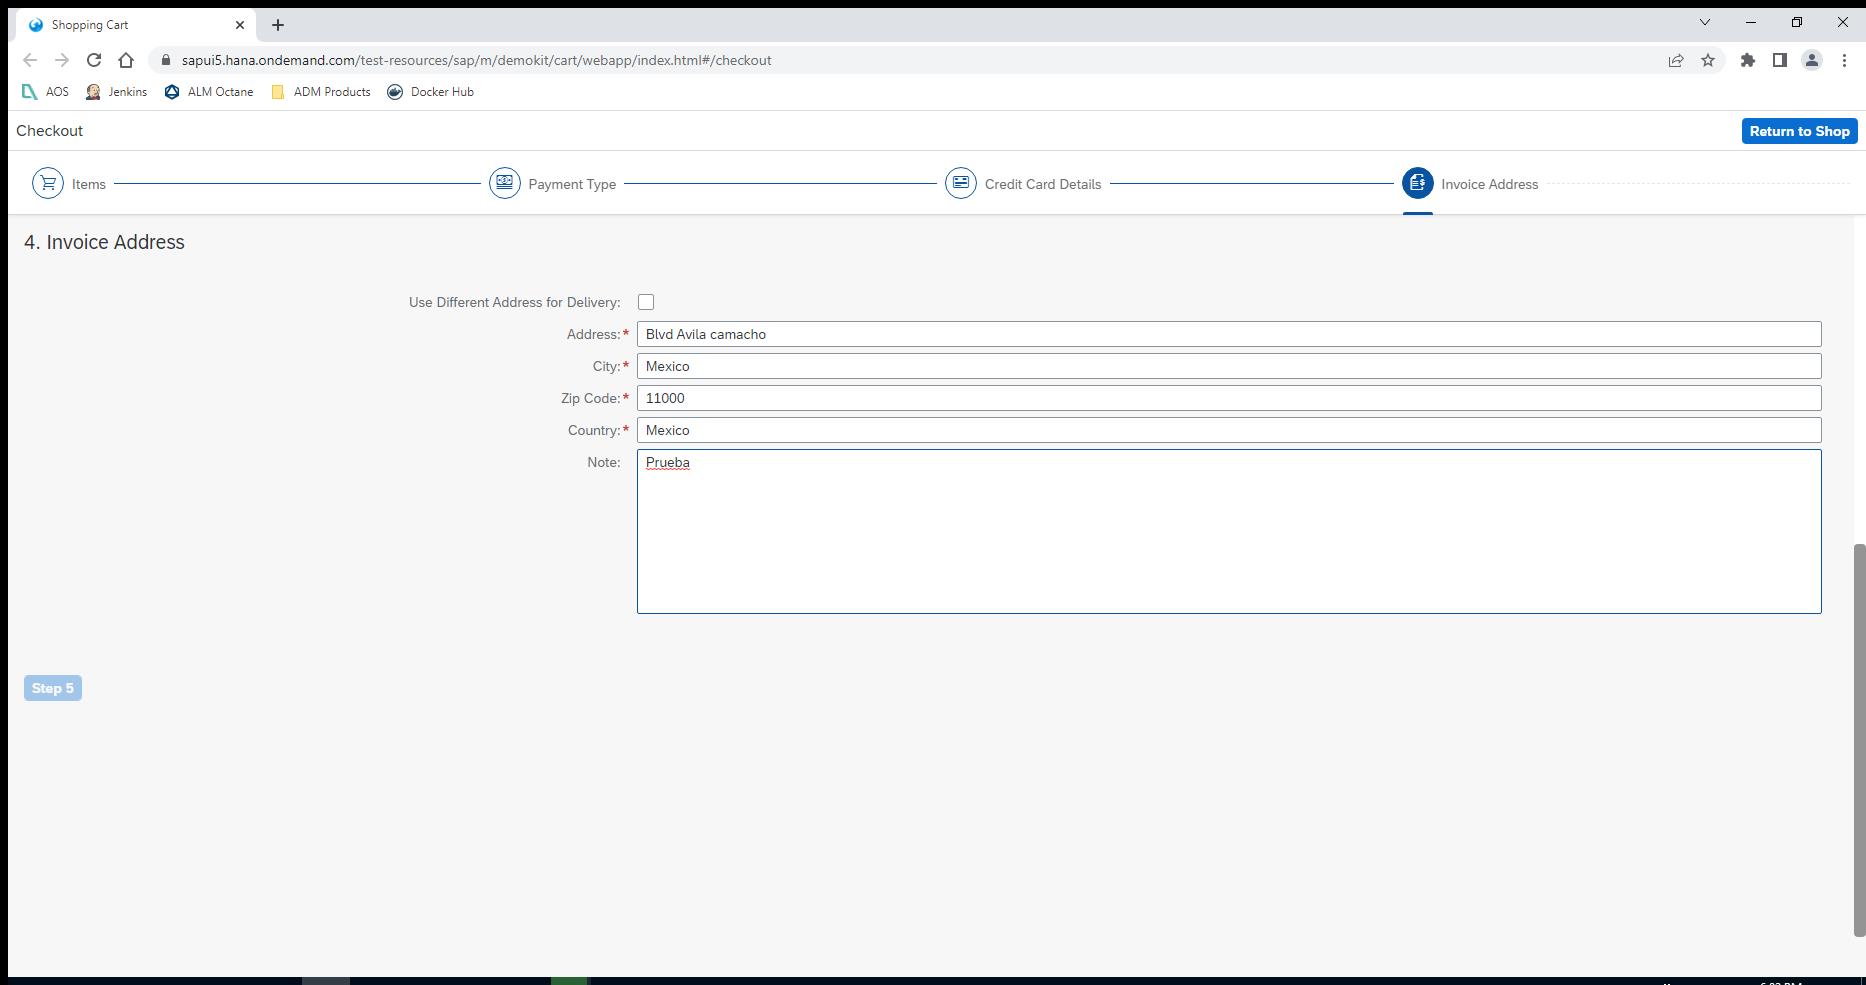 Shopping Cart
sapui5.hana.ondemand.com/test-resources/sap/m/demokit/cart/webapp/index.html#/checkout
AOS Jenkins ALM Octane ADM Products Docker Hub
Checkout Return to Shop
Items Payment Type Credit Card Details Invoice Address
4. Invoice Address
Use Different Address for Delivery:
Address:* Blvd Avila camacho
City:* Mexico
Zip Code:* 11000
Country:* Mexico
Note: Prueba
Step 5